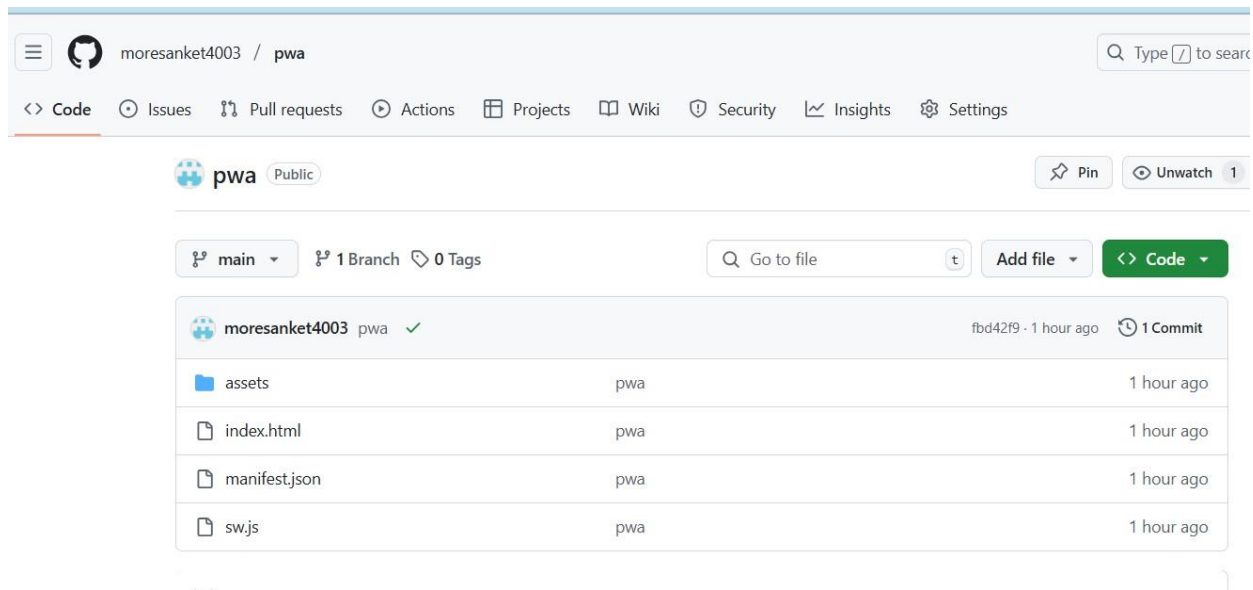 moresanket4003 / pwa
Type / to searc
Code Issues Pull requests Actions Projects Wiki Security Insights Settings
pwa Public Pin Unwatch 1
main 1 Branch 0 Tags Go to file t Add file Code
moresanket4003 pwa fbd42f9 · 1 hour ago 1 Commit
assets pwa 1 hour ago
index.html pwa 1 hour ago
manifest.json pwa 1 hour ago
sw.js pwa 1 hour ago